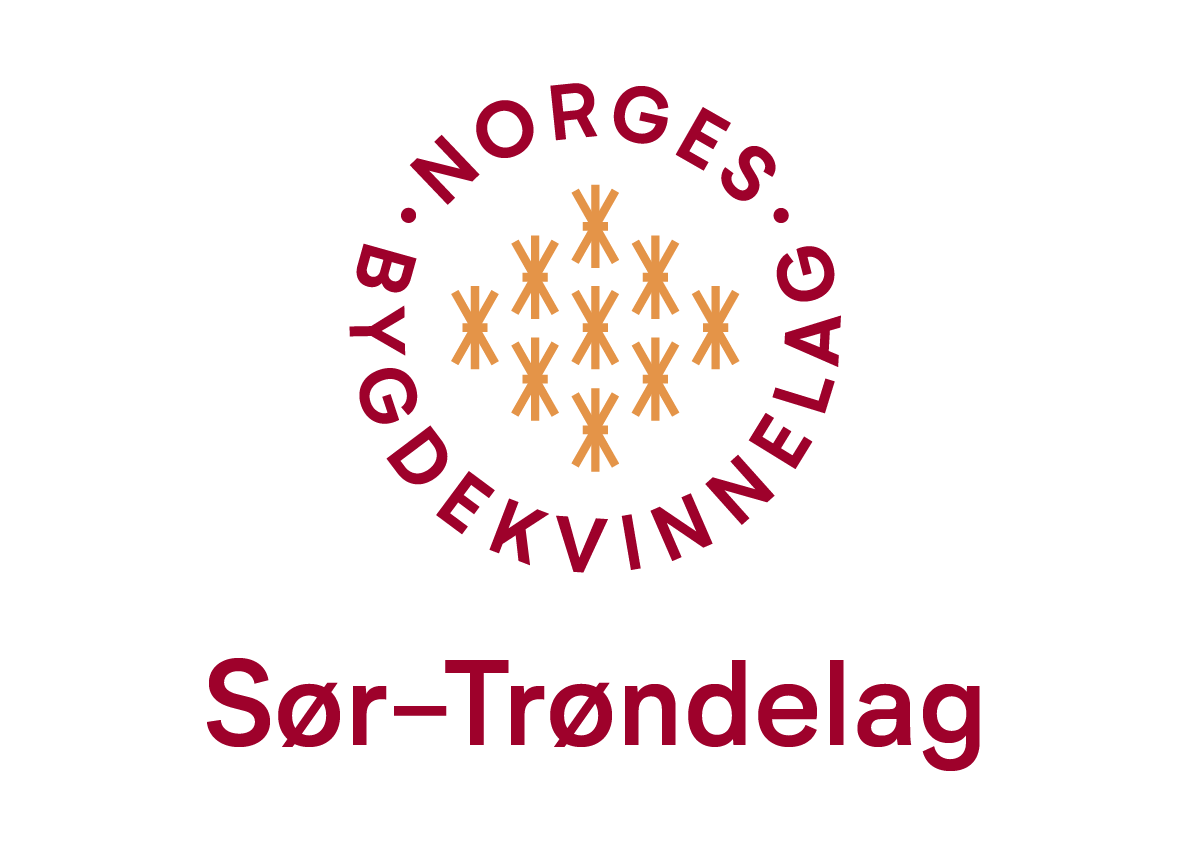 · NORGES ·
BYGDEKVINNELAG
Sør–Trøndelag